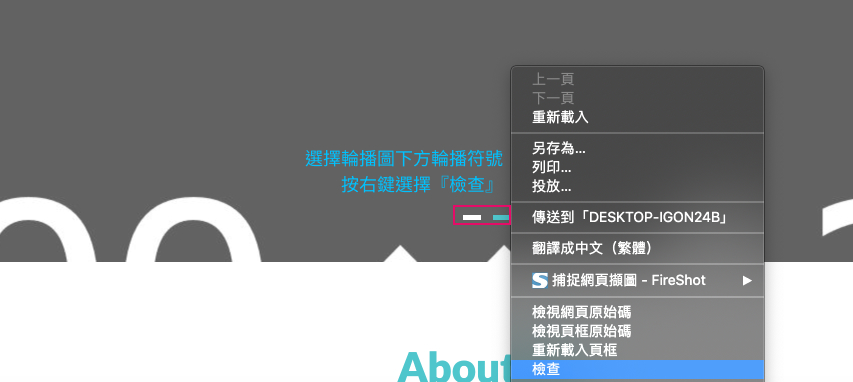 選擇輪播圖下方輪播符號
按右鍵選擇『檢查』
上一頁
下一頁
重新載入
另存為...
列印...
投放...
傳送到「DESKTOP-IGON24B」
翻譯成中文（繁體）
捕捉網頁擷圖 - FireShot
檢視網頁原始碼
檢視頁框原始碼
重新載入頁框
檢查
About